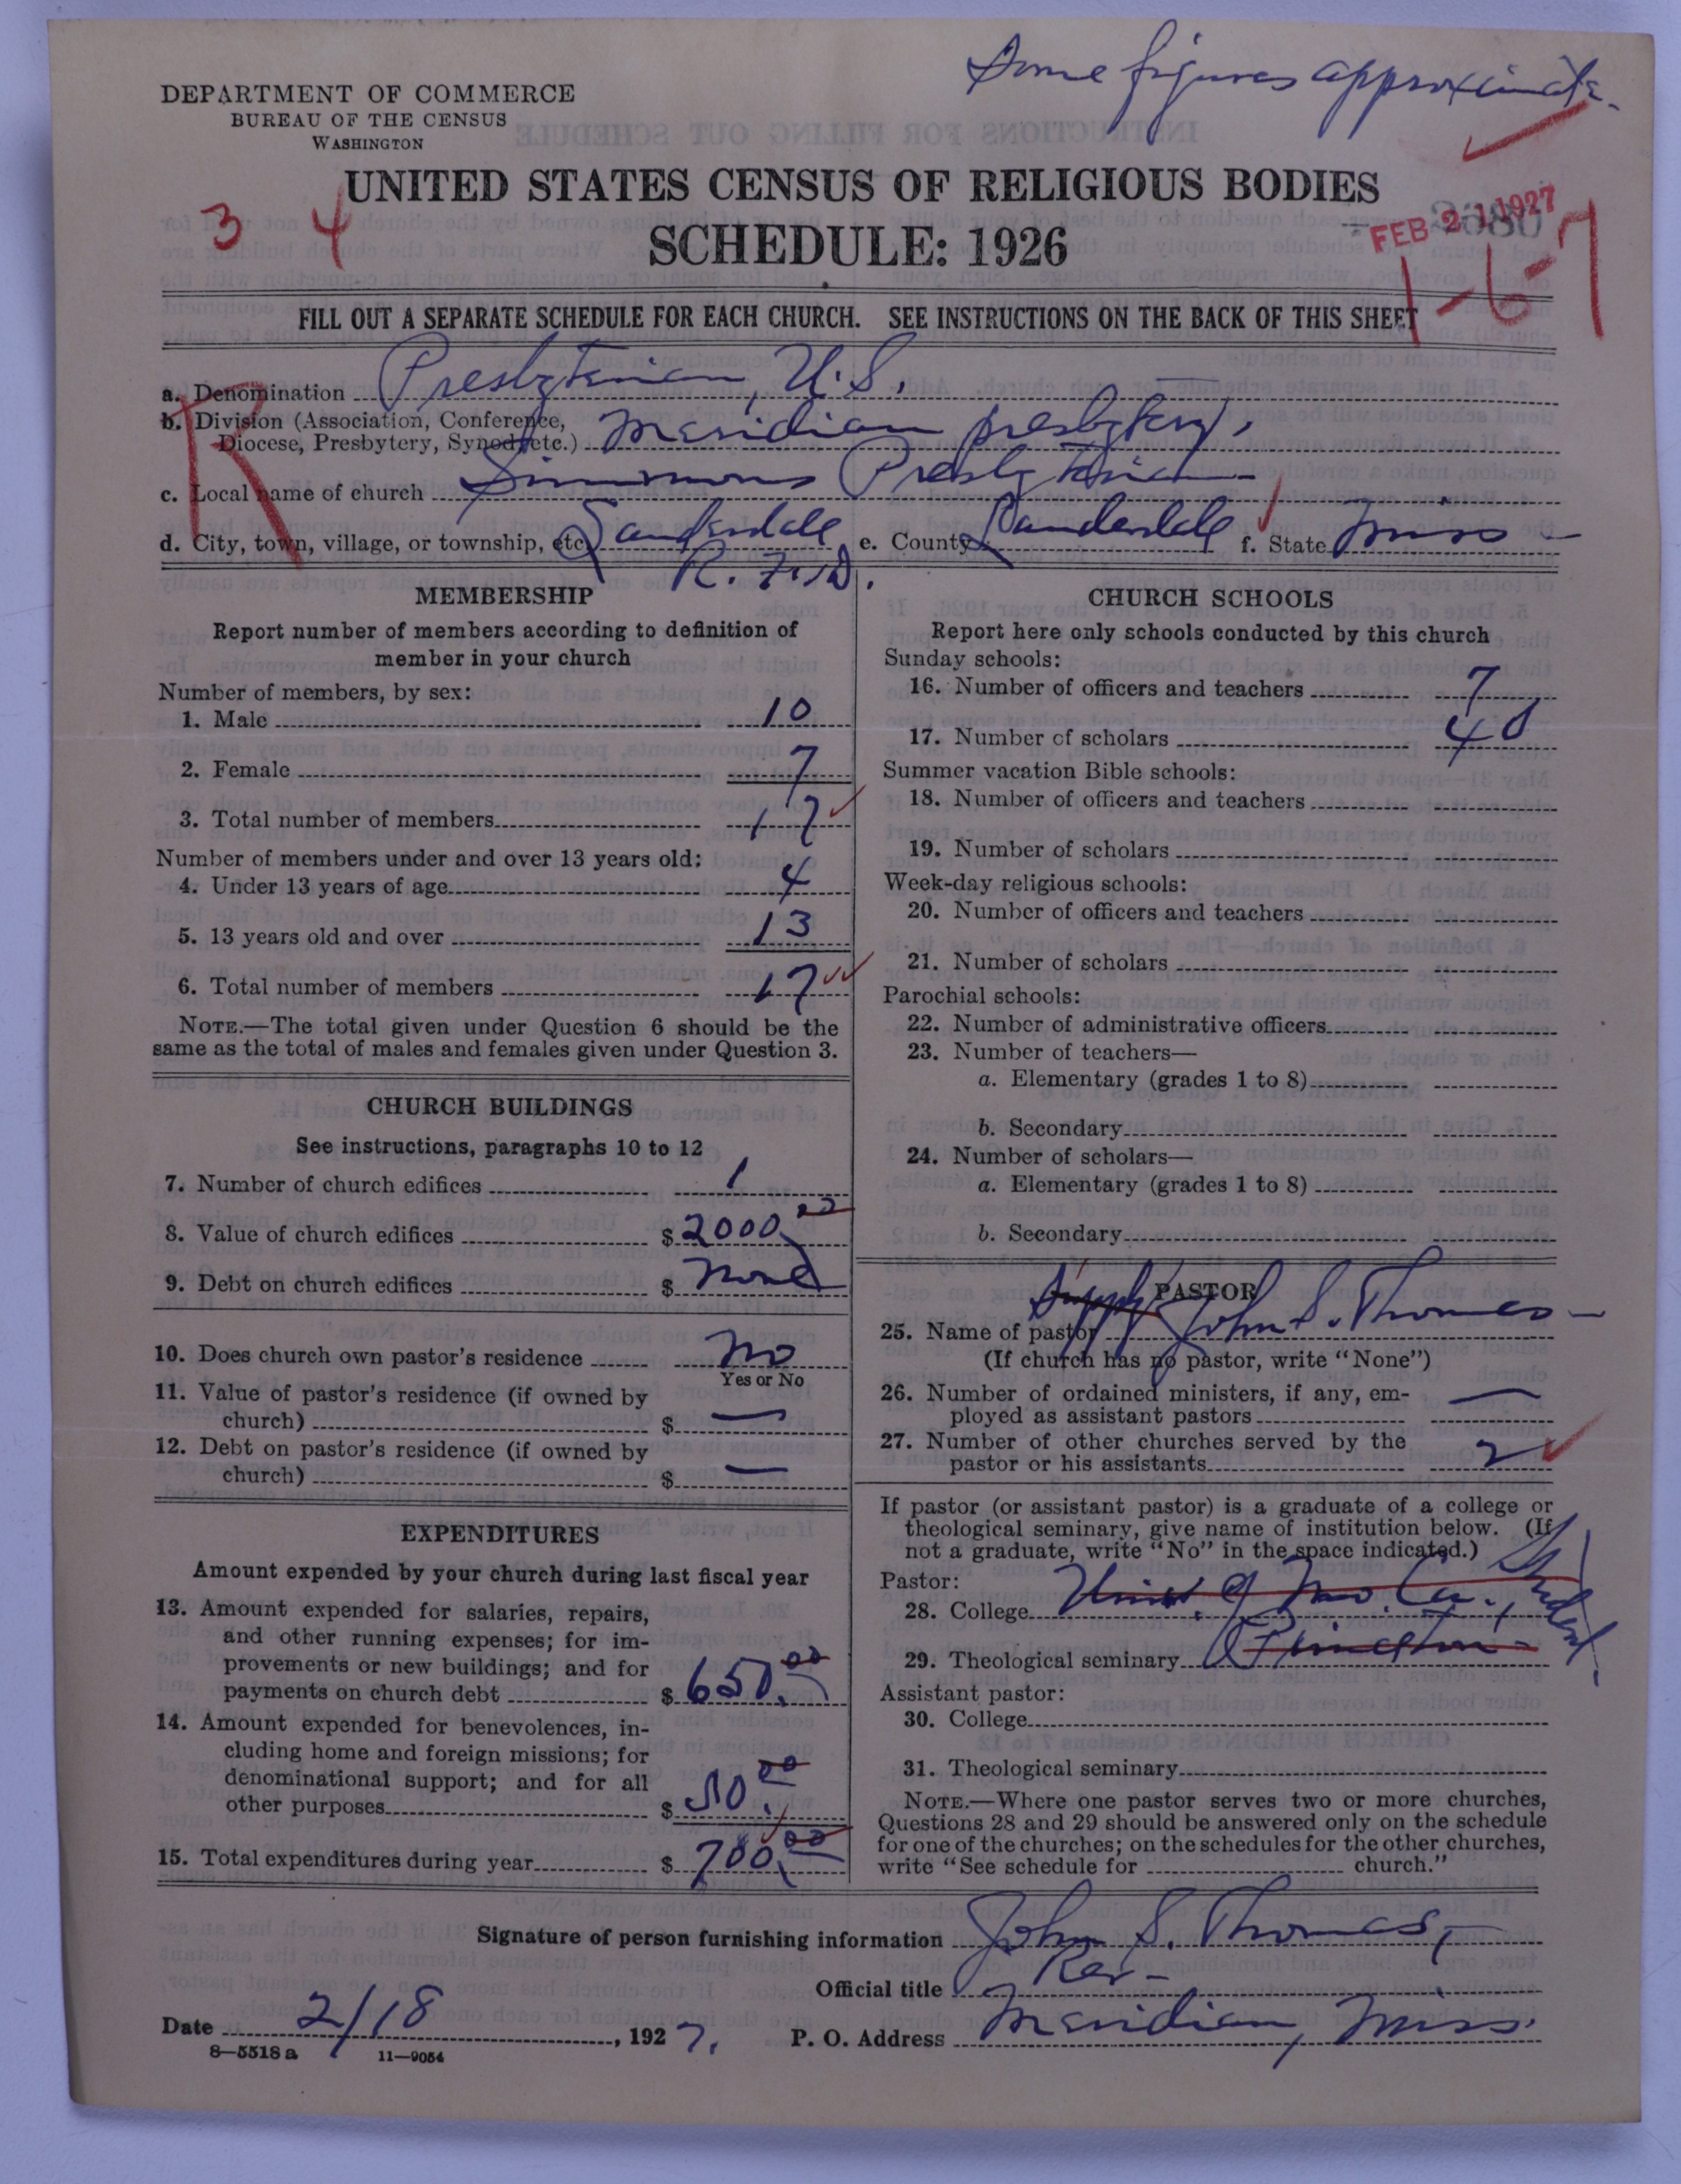 Some figures approximate.
DEPARTMENT OF COMMERCE
BUREAU OF THE CENSUS
WASHINGTON
UNITED STATES CENSUS OF RELIGIOUS BODIES
3 4
SCHEDULE: 1926
FEB 21 1927
1-6-7
FILL OUT A SEPARATE SCHEDULE FOR EACH CHURCH. SEE INSTRUCTIONS ON THE BACK OF THIS SHEET
R
a. Denomination Presbyterian, U.S.
b. Division (Association, Conference, Diocese, Presbytery, Synod, etc.) Meridian presbytery.
c. Local name of church Simmons Presbyterian
d. City, town, village, or township, etc. Lauderdale R.F.D. e. County Lauderdale f. State Miss
MEMBERSHIP
Report number of members according to definition of
member in your church
Number of members, by sex:
1. Male 10
2. Female 7
3. Total number of members 17
Number of members under and over 13 years old:
4. Under 13 years of age 4
5. 13 years old and over 13
6. Total number of members 17
NOTE.—The total given under Question 6 should be the
same as the total of males and females given under Question 3.
CHURCH BUILDINGS
See instructions, paragraphs 10 to 12
7. Number of church edifices 1
8. Value of church edifices $ 2000.00
9. Debt on church edifices $ none
10. Does church own pastor's residence No
Yes or No
11. Value of pastor's residence (if owned by
church) $ —
12. Debt on pastor's residence (if owned by
church) $ —
EXPENDITURES
Amount expended by your church during last fiscal year
13. Amount expended for salaries, repairs,
and other running expenses; for im-
provements or new buildings; and for
payments on church debt $ 650.00
14. Amount expended for benevolences, in-
cluding home and foreign missions; for
denominational support; and for all
other purposes $ 50.00
15. Total expenditures during year $ 700.00
CHURCH SCHOOLS
Report here only schools conducted by this church
Sunday schools:
16. Number of officers and teachers 7
17. Number of scholars 40
Summer vacation Bible schools:
18. Number of officers and teachers
19. Number of scholars
Week-day religious schools:
20. Number of officers and teachers
21. Number of scholars
Parochial schools:
22. Number of administrative officers
23. Number of teachers—
a. Elementary (grades 1 to 8)
b. Secondary
24. Number of scholars—
a. Elementary (grades 1 to 8)
b. Secondary
PASTOR
25. Name of pastor Supply John S. Thomas
(If church has no pastor, write "None")
26. Number of ordained ministers, if any, em-
ployed as assistant pastors —
27. Number of other churches served by the
pastor or his assistants 2
If pastor (or assistant pastor) is a graduate of a college or
theological seminary, give name of institution below. (If
not a graduate, write "No" in the space indicated.)
Pastor:
28. College Univ. of No. Ca., Student
29. Theological seminary Princeton
Assistant pastor:
30. College
31. Theological seminary
NOTE.—Where one pastor serves two or more churches,
Questions 28 and 29 should be answered only on the schedule
for one of the churches; on the schedules for the other churches,
write "See schedule for church."
Signature of person furnishing information John S. Thomas,
Official title Rev-
Date 2/18, 1927. P. O. Address Meridian, Miss.
8—5518 a 11—9054